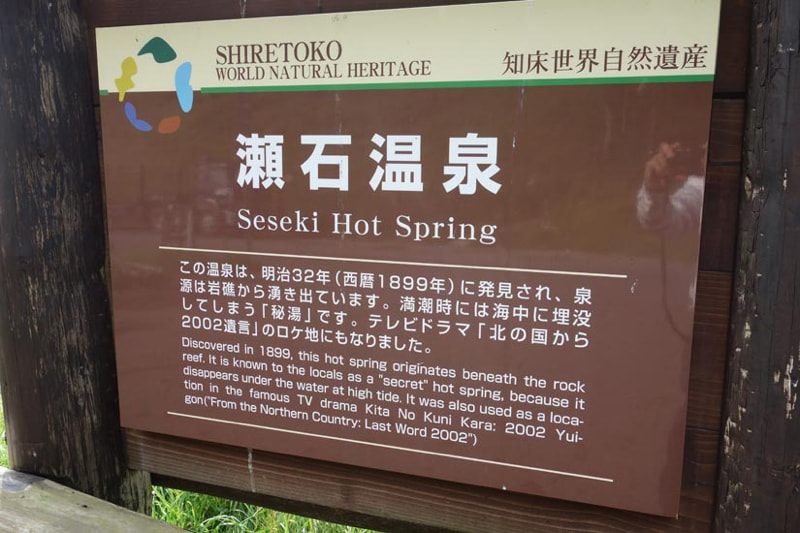 SHIRETOKO
WORLD NATURAL HERITAGE
知床世界自然遺産
瀬石温泉
Seseki Hot Spring
この温泉は、明治32年(西暦1899年)に発見され、泉
源は岩礁から湧き出ています。満潮時には海中に埋没
してしまう「秘湯」です。テレビドラマ「北の国から
2002遺言」のロケ地にもなりました。
Discovered in 1899, this hot spring originates beneath the rock
reef. It is known to the locals as a "secret" hot spring, because it
disappears under the water at high tide. It was also used as a loca-
tion in the famous TV drama Kita No Kuni Kara: 2002 Yui-
gon("From the Northern Country: Last Word 2002")